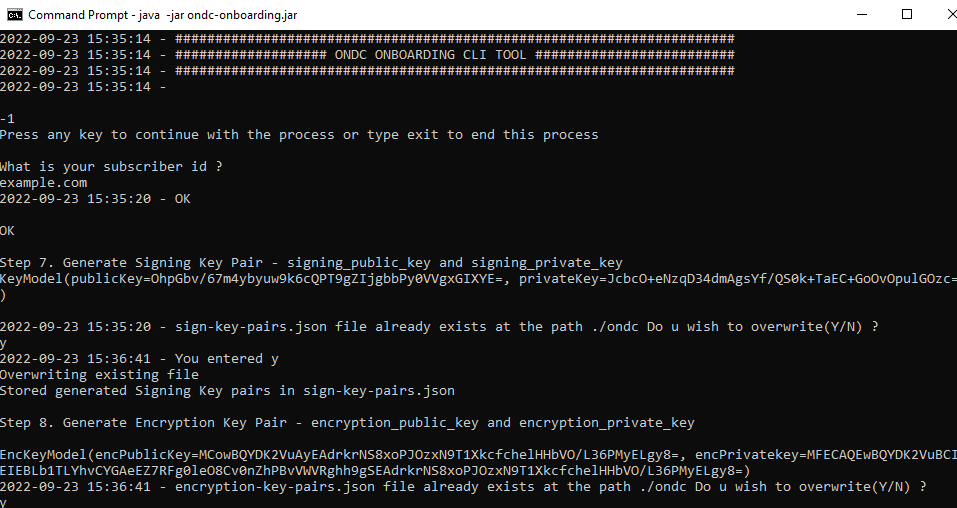 Command Prompt - java -jar ondc-onboarding.jar
2022-09-23 15:35:14 - ######################################################################
2022-09-23 15:35:14 - ################### ONDC ONBOARDING CLI TOOL #########################
2022-09-23 15:35:14 - ######################################################################
2022-09-23 15:35:14 -
-1
Press any key to continue with the process or type exit to end this process
What is your subscriber id ?
example.com
2022-09-23 15:35:20 - OK
OK
Step 7. Generate Signing Key Pair - signing_public_key and signing_private_key
KeyModel(publicKey=OhpGbv/67m4ybyuw9k6cQPT9gZIjgbbPy0VVgxGIXYE=, privateKey=JcbcO+eNzqD34dmAgsYf/QS0k+TaEC+GoOvOpulGOzc=
)
2022-09-23 15:35:20 - sign-key-pairs.json file already exists at the path ./ondc Do u wish to overwrite(Y/N) ?
y
2022-09-23 15:36:41 - You entered y
Overwriting existing file
Stored generated Signing Key pairs in sign-key-pairs.json
Step 8. Generate Encryption Key Pair - encryption_public_key and encryption_private_key
EncKeyModel(encPublicKey=MCowBQYDK2VuAyEAdrkrNS8xoPJOzxN9T1XkcfchelHHbVO/L36PMyELgy8=, encPrivatekey=MFECAQEwBQYDK2VuBCI
EIEBLb1TLYhvCYGAeEZ7RFg0leO8Cv0nZhPBvVWVRghh9gSEAdrkrNS8xoPJOzxN9T1XkcfchelHHbVO/L36PMyELgy8=)
2022-09-23 15:36:41 - encryption-key-pairs.json file already exists at the path ./ondc Do u wish to overwrite(Y/N) ?
y